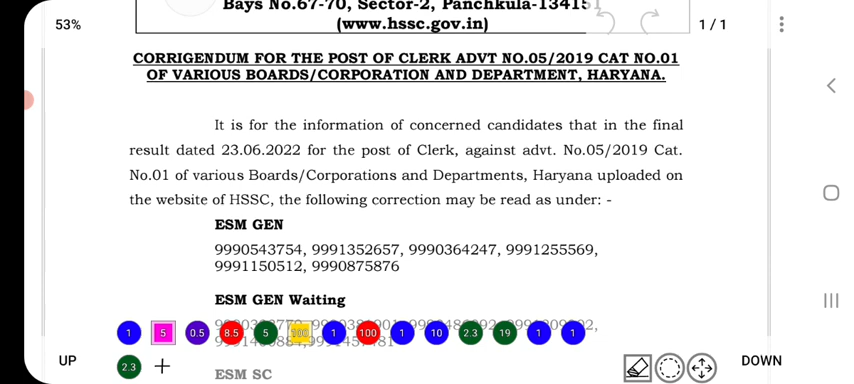 53%
Bays No.67-70, Sector-2, Panchkula-134151
(www.hssc.gov.in)
1 / 1
CORRIGENDUM FOR THE POST OF CLERK ADVT NO.05/2019 CAT NO.01
OF VARIOUS BOARDS/CORPORATION AND DEPARTMENT, HARYANA.
It is for the information of concerned candidates that in the final
result dated 23.06.2022 for the post of Clerk, against advt. No.05/2019 Cat.
No.01 of various Boards/Corporations and Departments, Haryana uploaded on
the website of HSSC, the following correction may be read as under: -
ESM GEN
9990543754, 9991352657, 9990364247, 9991255569,
9991150512, 9990875876
ESM GEN Waiting
1 5 0.5 8.5 5 100 1 100 1 10 2.3 19 1 1
UP 2.3 + DOWN
ESM SC